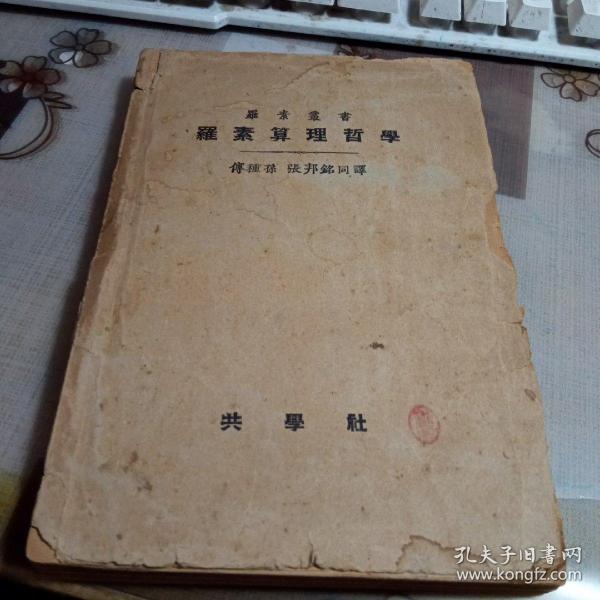 羅素叢書
羅素算理哲學
傅種孫 張邦銘同譯
共學社
孔夫子旧書网
www.kongfz.com